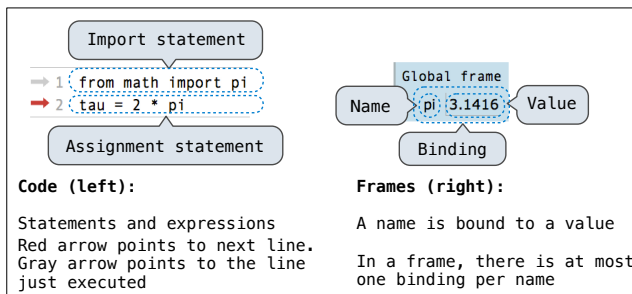 Import statement
1 from math import pi
2 tau = 2 * pi
Assignment statement
Global frame
Name pi 3.1416 Value
Binding
Code (left):
Statements and expressions
Red arrow points to next line.
Gray arrow points to the line
just executed
Frames (right):
A name is bound to a value
In a frame, there is at most
one binding per name